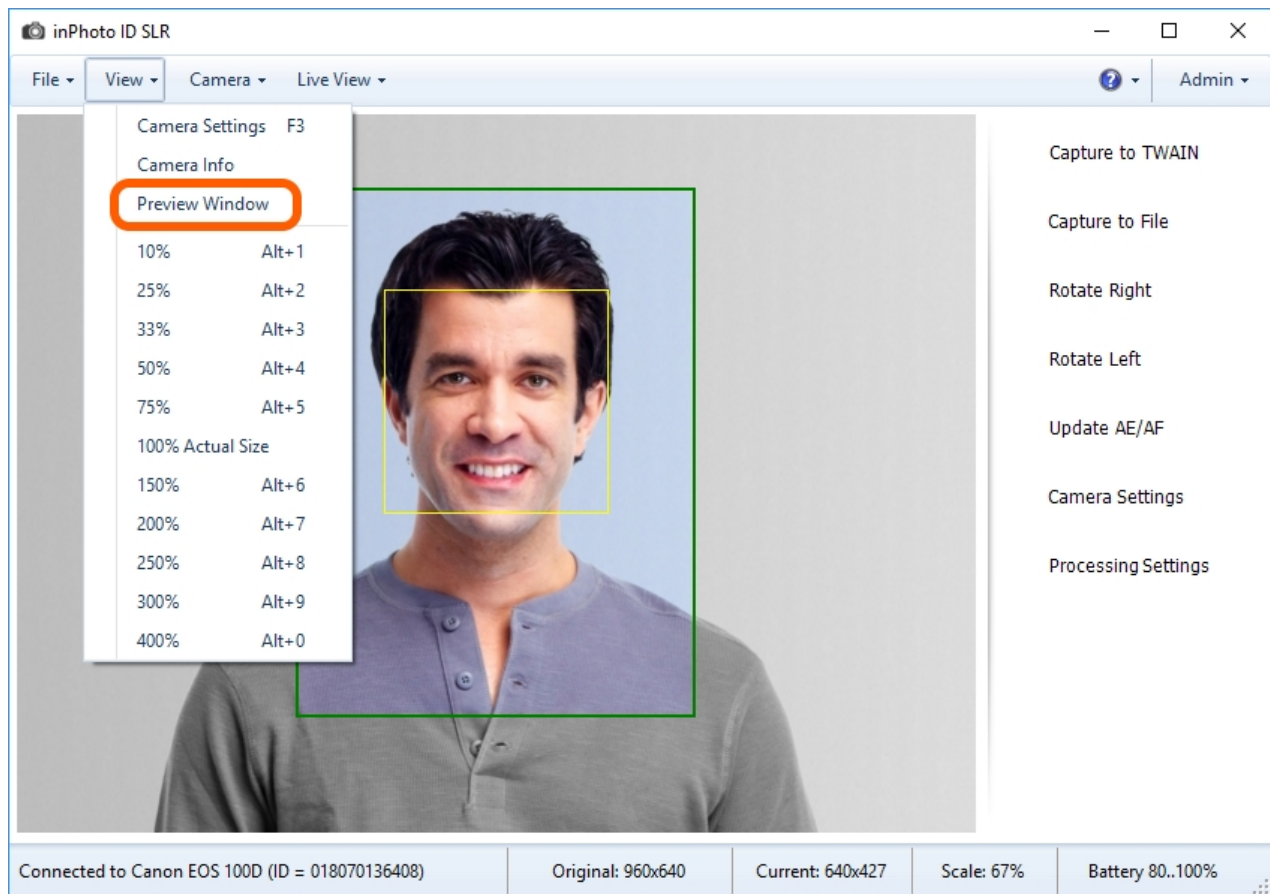 inPhoto ID SLR
File View Camera Live View Admin
Camera Settings F3
Camera Info
Preview Window
10% Alt+1
25% Alt+2
33% Alt+3
50% Alt+4
75% Alt+5
100% Actual Size
150% Alt+6
200% Alt+7
250% Alt+8
300% Alt+9
400% Alt+0
Capture to TWAIN
Capture to File
Rotate Right
Rotate Left
Update AE/AF
Camera Settings
Processing Settings
Connected to Canon EOS 100D (ID = 018070136408) Original: 960x640 Current: 640x427 Scale: 67% Battery 80..100%